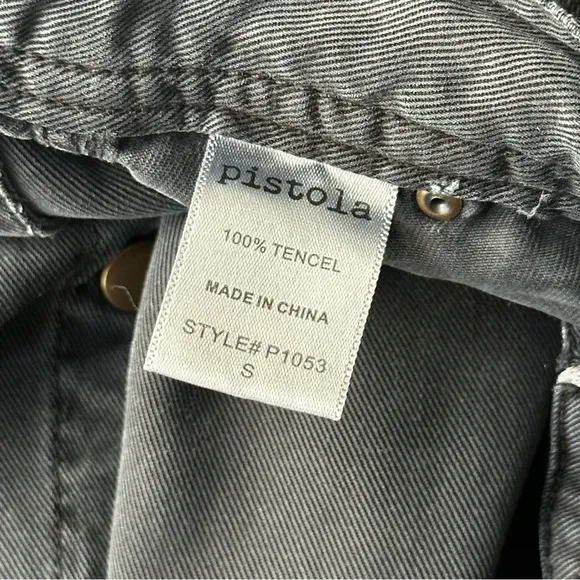 pistola
100% TENCEL
MADE IN CHINA
STYLE# P1053
S